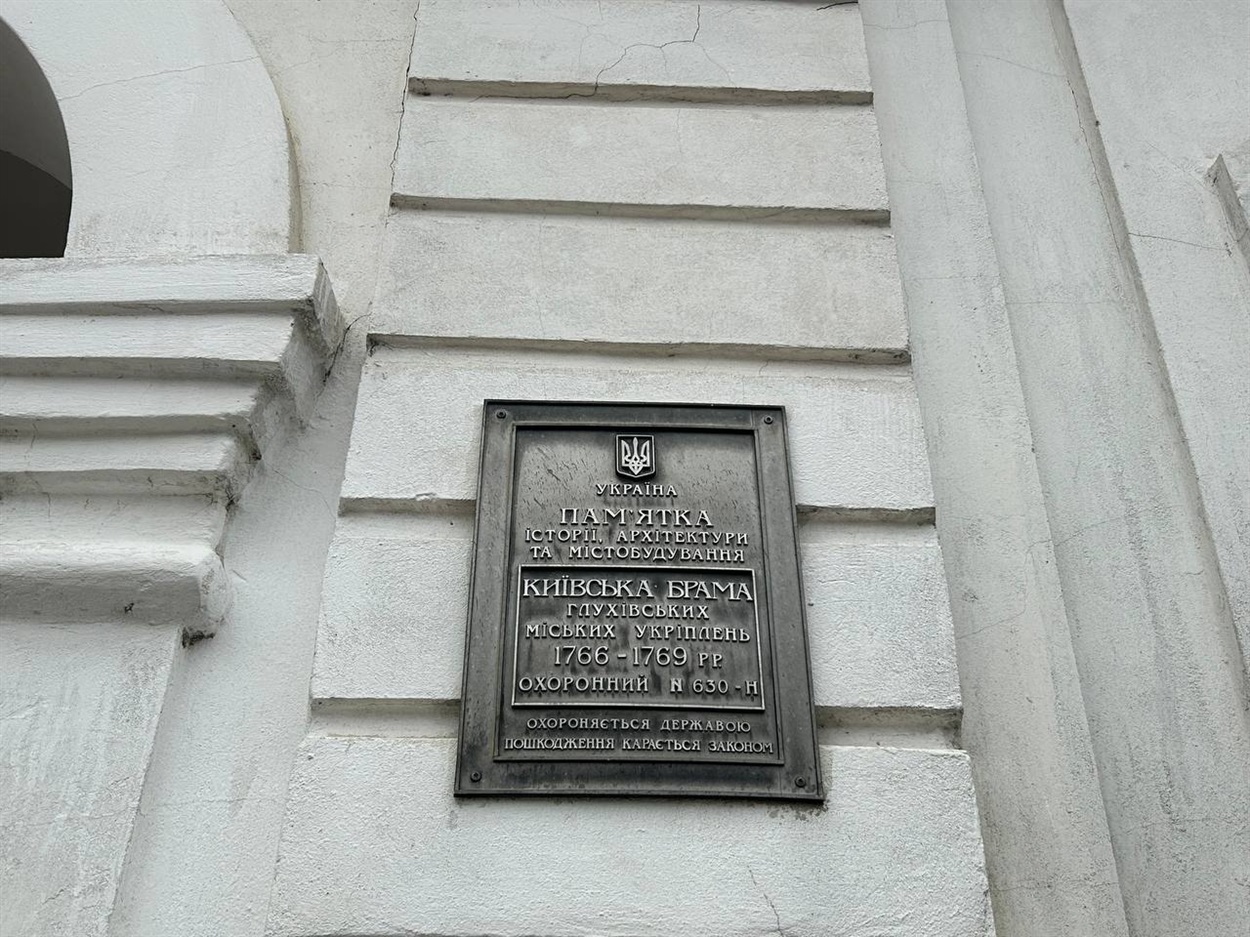 УКРАЇНА
ПАМ'ЯТКА
ІСТОРІЇ, АРХІТЕКТУРИ
ТА МІСТОБУДУВАННЯ
КИЇВСЬКА БРАМА
ГЛУХІВСЬКИХ
МІСЬКИХ УКРІПЛЕНЬ
1766 - 1769 РР.
ОХОРОННИЙ N 630 - Н
ОХОРОНЯЄТЬСЯ ДЕРЖАВОЮ
ПОШКОДЖЕННЯ КАРАЄТЬСЯ ЗАКОНОМ